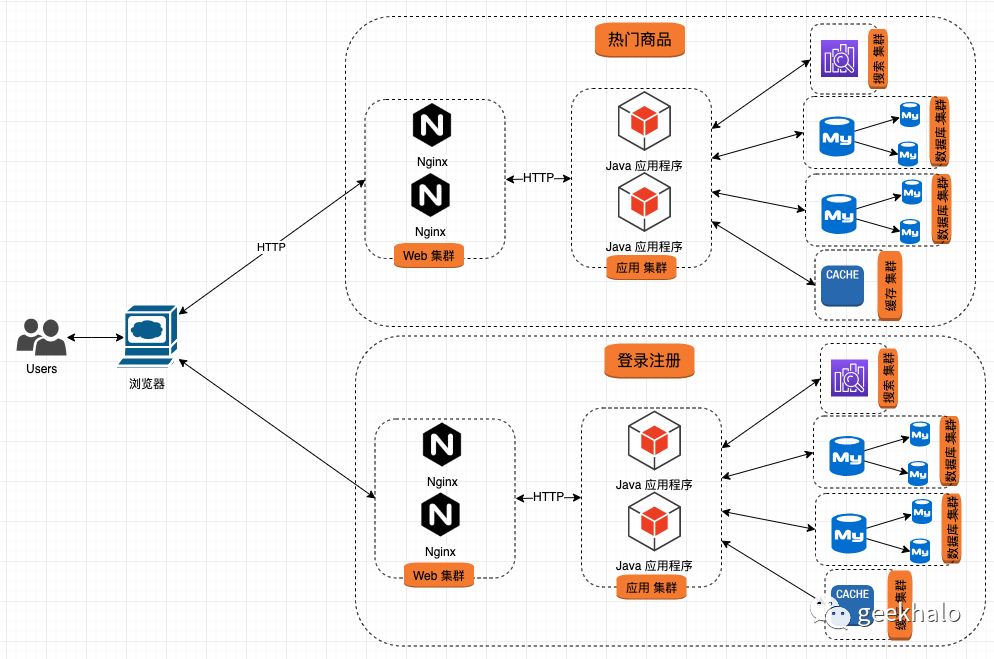 热门商品
搜索 集群
Nginx
Nginx
Web 集群
HTTP
Java 应用程序
Java 应用程序
应用 集群
My
My
My
数据库 集群
My
My
My
数据库 集群
CACHE
缓存 集群
HTTP
Users
浏览器
登录注册
搜索 集群
Nginx
Nginx
Web 集群
HTTP
Java 应用程序
Java 应用程序
应用 集群
My
My
My
数据库 集群
My
My
My
数据库 集群
CACHE
缓存 集群
geekhalo